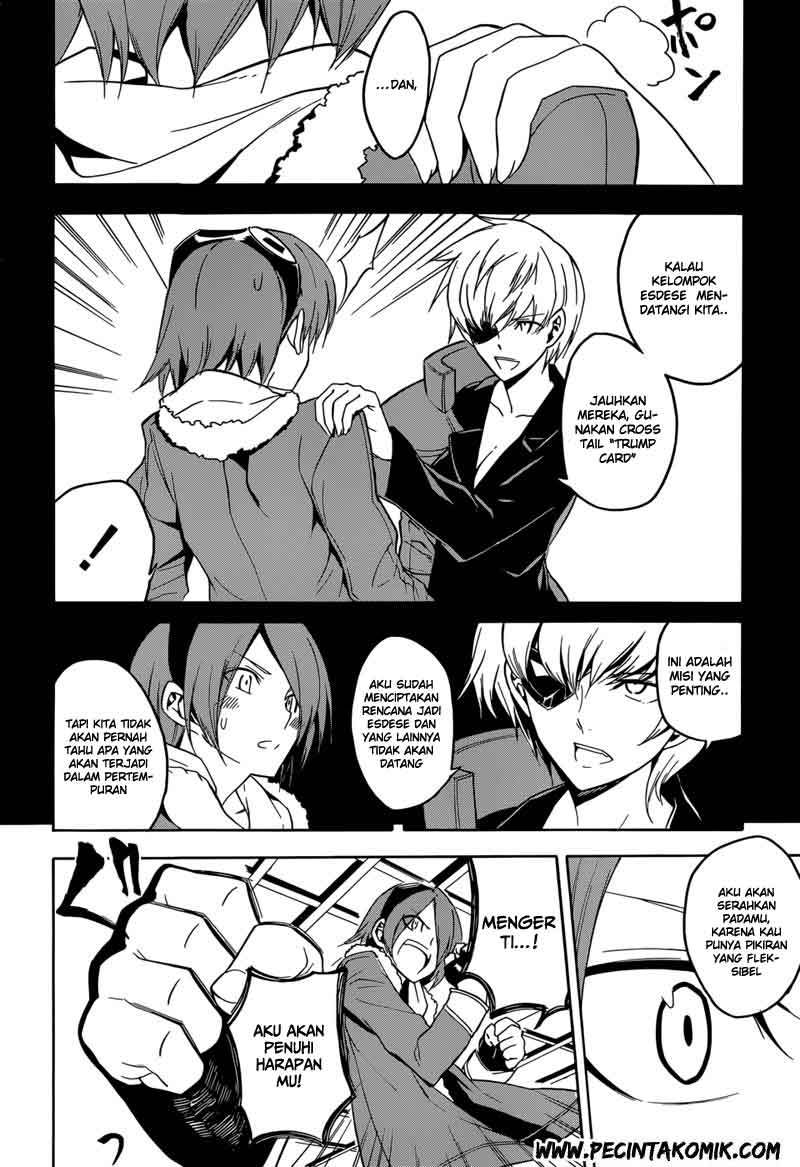 ポン
...DAN,
KALAU
KELOMPOK
ESDESE MEN-
DATANGI KITA..
JAUHKAN
MEREKA, GU-
NAKAN CROSS
TAIL "TRUMP
CARD"
!
INI ADALAH
MISI YANG
PENTING..
AKU SUDAH
MENCIPTAKAN
RENCANA JADI
ESDESE DAN
YANG LAINNYA
TIDAK AKAN
DATANG
TAPI KITA TIDAK
AKAN PERNAH
TAHU APA YANG
AKAN TERJADI
DALAM PERTEM-
PURAN
AKU AKAN
SERAHKAN
PADAMU,
KARENA KAU
PUNYA PIKIRAN
YANG FLEK-
SIBEL
MENGER
TI...!
AKU AKAN
PENUHI
HARAPAN
MU!
WWW.PECINTAKOMIK.COM